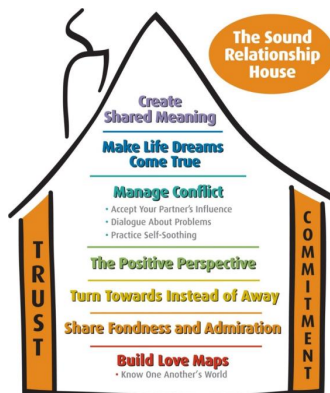 The Sound
Relationship
House
Create
Shared Meaning
Make Life Dreams
Come True
Manage Conflict
• Accept Your Partner's Influence
• Dialogue About Problems
• Practice Self-Soothing
The Positive Perspective
Turn Towards Instead of Away
Share Fondness and Admiration
Build Love Maps
• Know One Another's World
TRUST
COMMITMENT